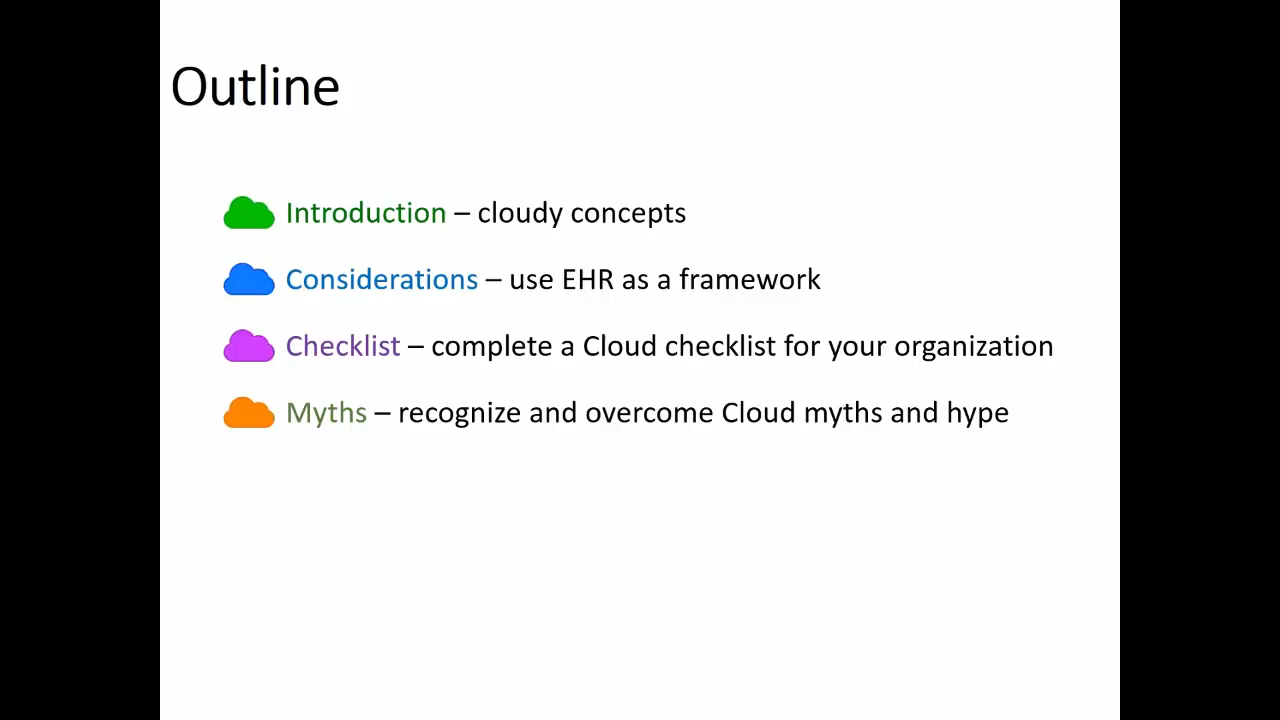 Outline
Introduction – cloudy concepts
Considerations – use EHR as a framework
Checklist – complete a Cloud checklist for your organization
Myths – recognize and overcome Cloud myths and hype